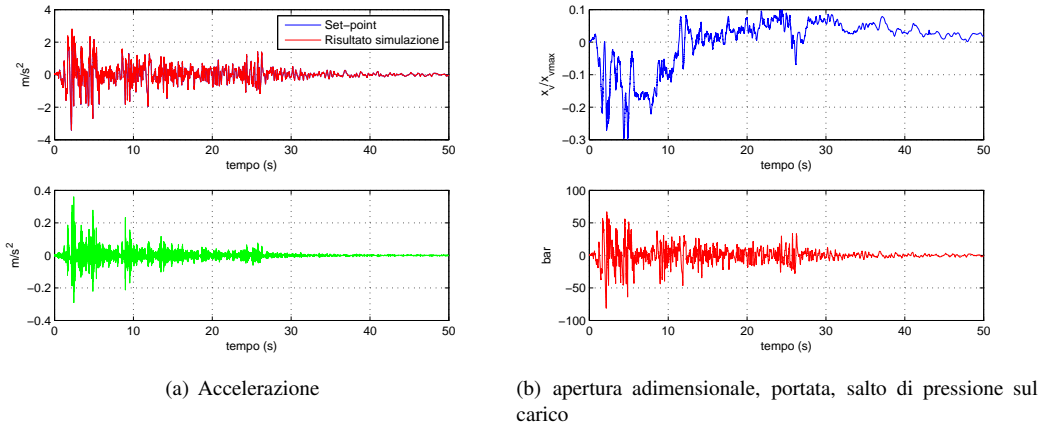 Set−point
Risultato simulazione
4
2
0
−2
−4
m/s²
0 10 20 30 40 50
tempo (s)
0.1
0
−0.1
−0.2
−0.3
x_v/x_vmax
0 10 20 30 40 50
tempo (s)
0.4
0.2
0
0.2
0.4
m/s²
0 10 20 30 40 50
tempo (s)
100
50
0
−50
−100
bar
0 10 20 30 40 50
tempo (s)
(a) Accelerazione
(b) apertura adimensionale, portata, salto di pressione sul
carico